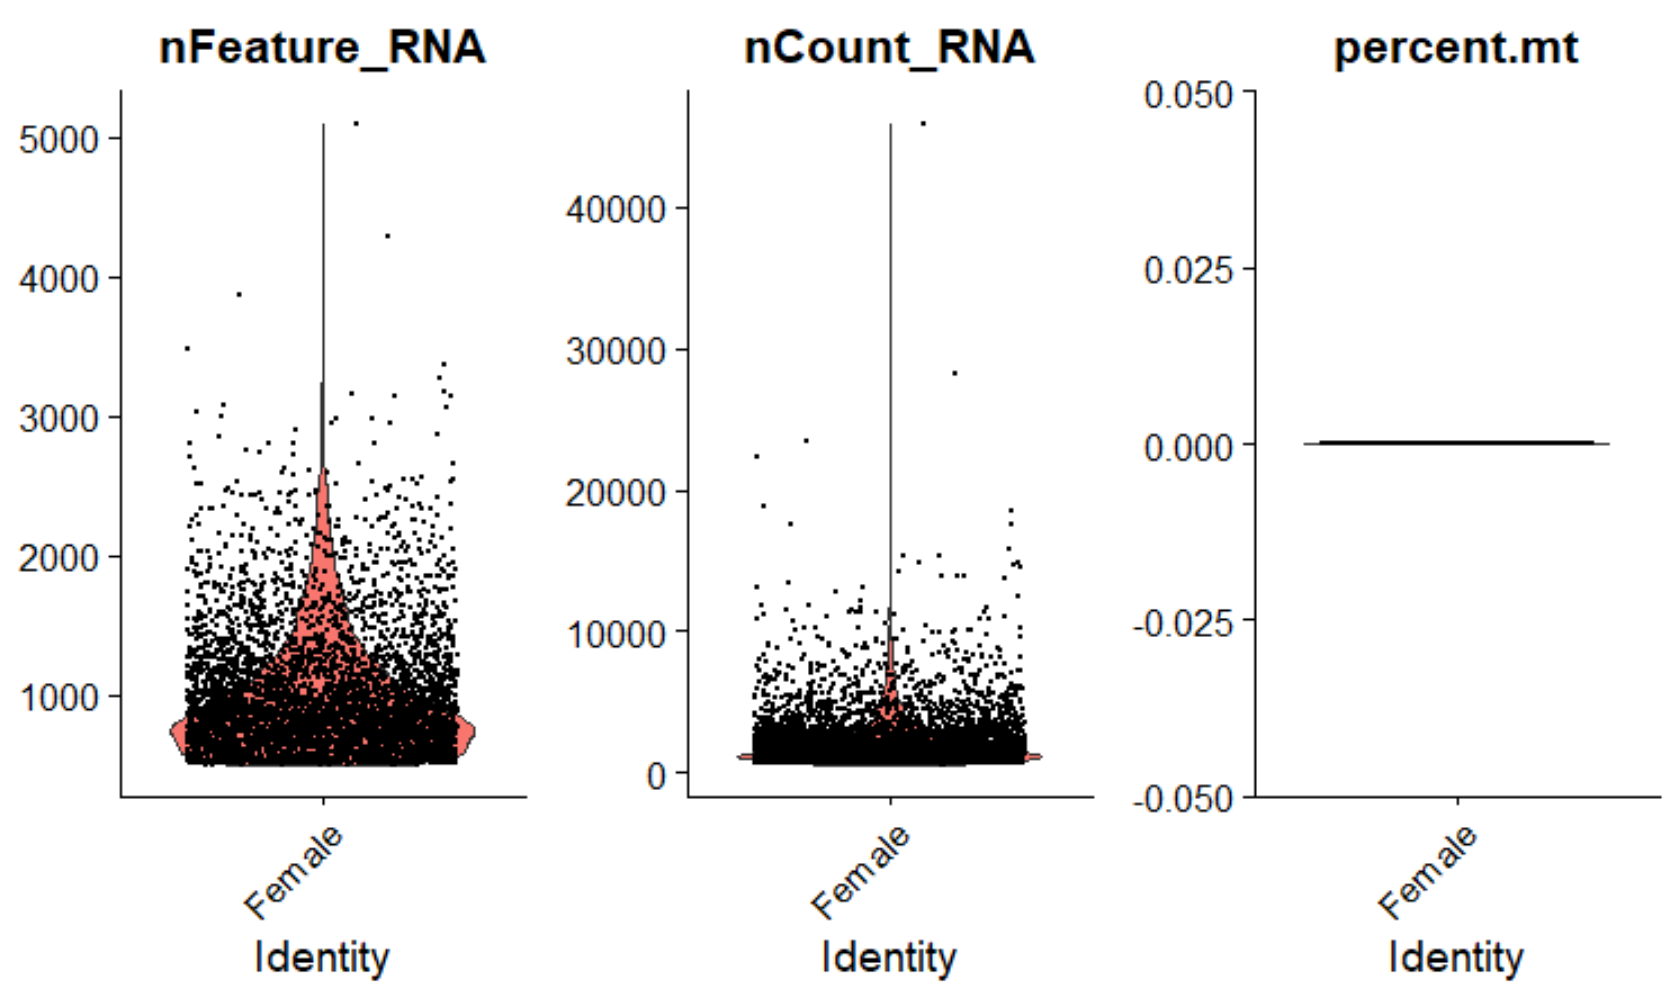 nFeature_RNA
5000
4000
3000
2000
1000
Female
Identity
nCount_RNA
40000
30000
20000
10000
0
Female
Identity
percent.mt
0.050
0.025
0.000
-0.025
-0.050
Female
Identity